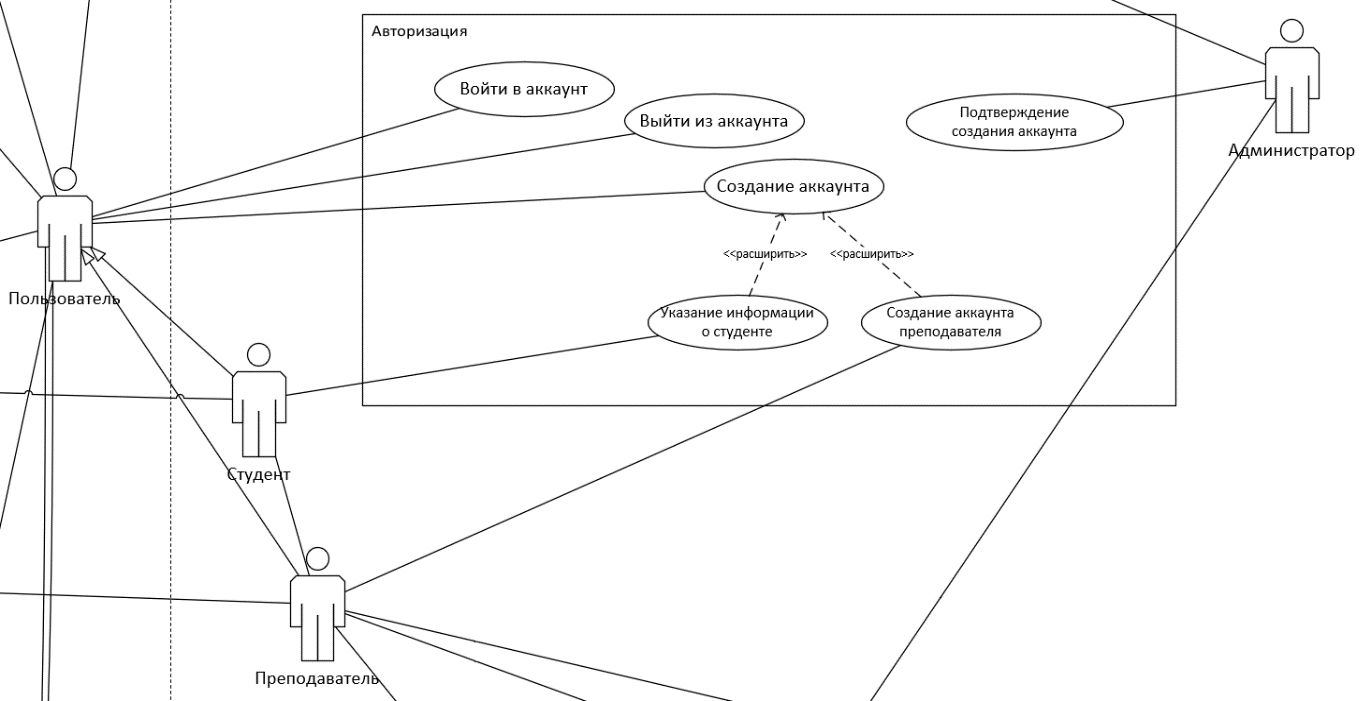 Авторизация
Войти в аккаунт
Выйти из аккаунта
Подтверждение
создания аккаунта
Администратор
Создание аккаунта
<<расширить>>
<<расширить>>
Пользователь
Указание информации
о студенте
Создание аккаунта
преподавателя
Студент
Преподаватель